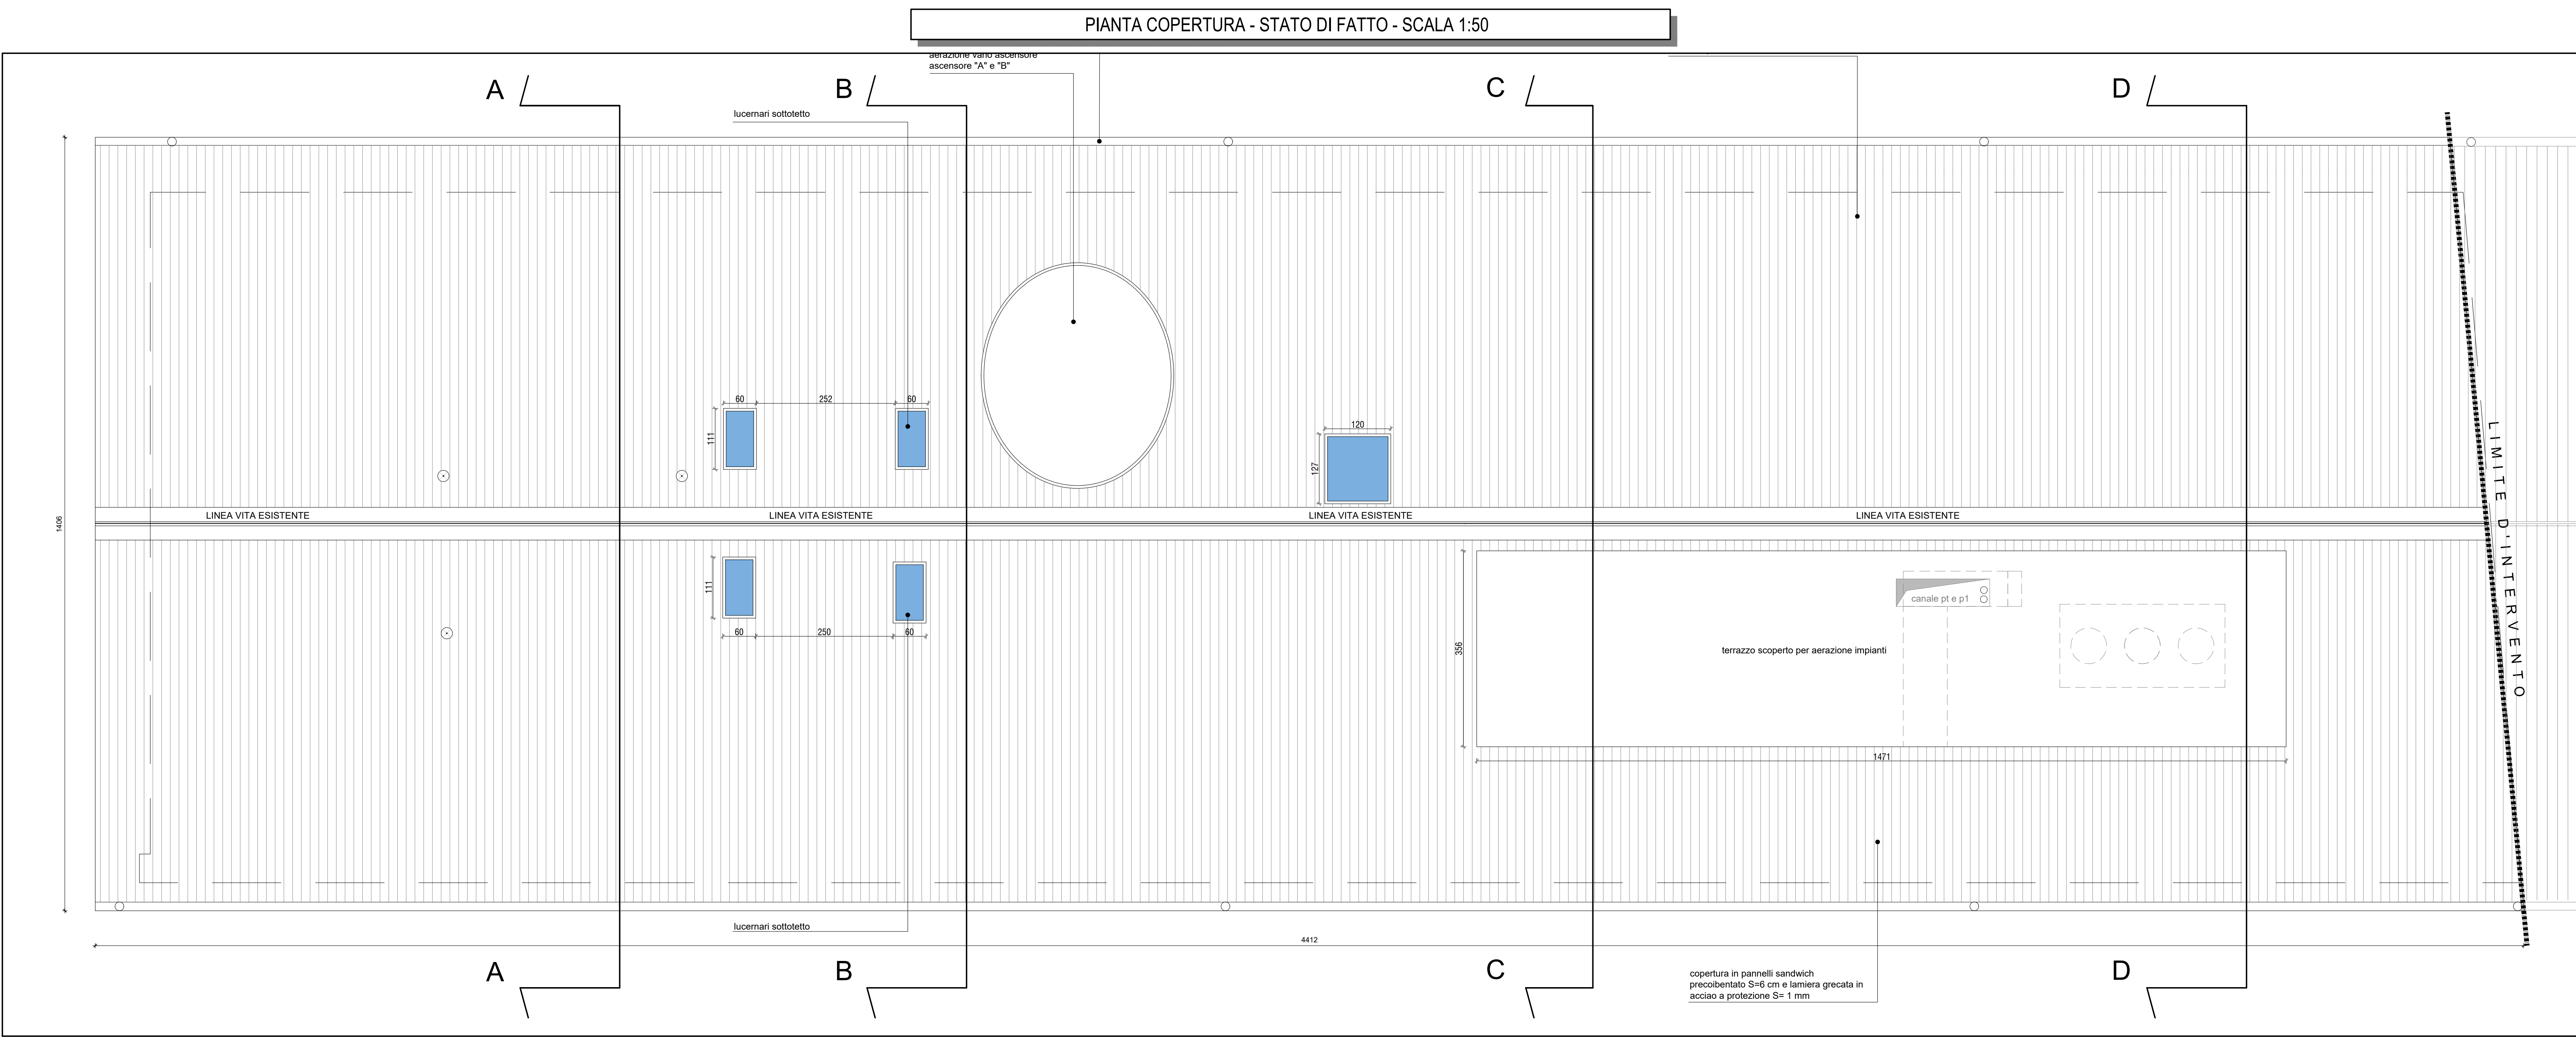 PIANTA COPERTURA - STATO DI FATTO - SCALA 1:50
aerazione vano ascensore
ascensore "A" e "B"
A
B
C
D
lucernari sottotetto
60
252
60
111
120
127
1406
LINEA VITA ESISTENTE
LINEA VITA ESISTENTE
LINEA VITA ESISTENTE
LINEA VITA ESISTENTE
LIMITE D'INTERVENTO
111
60
250
60
356
canale pt e p1
terrazzo scoperto per aerazione impianti
1471
lucernari sottotetto
4412
A
B
C
D
copertura in pannelli sandwich
precoibentato S=6 cm e lamiera grecata in
acciao a protezione S= 1 mm